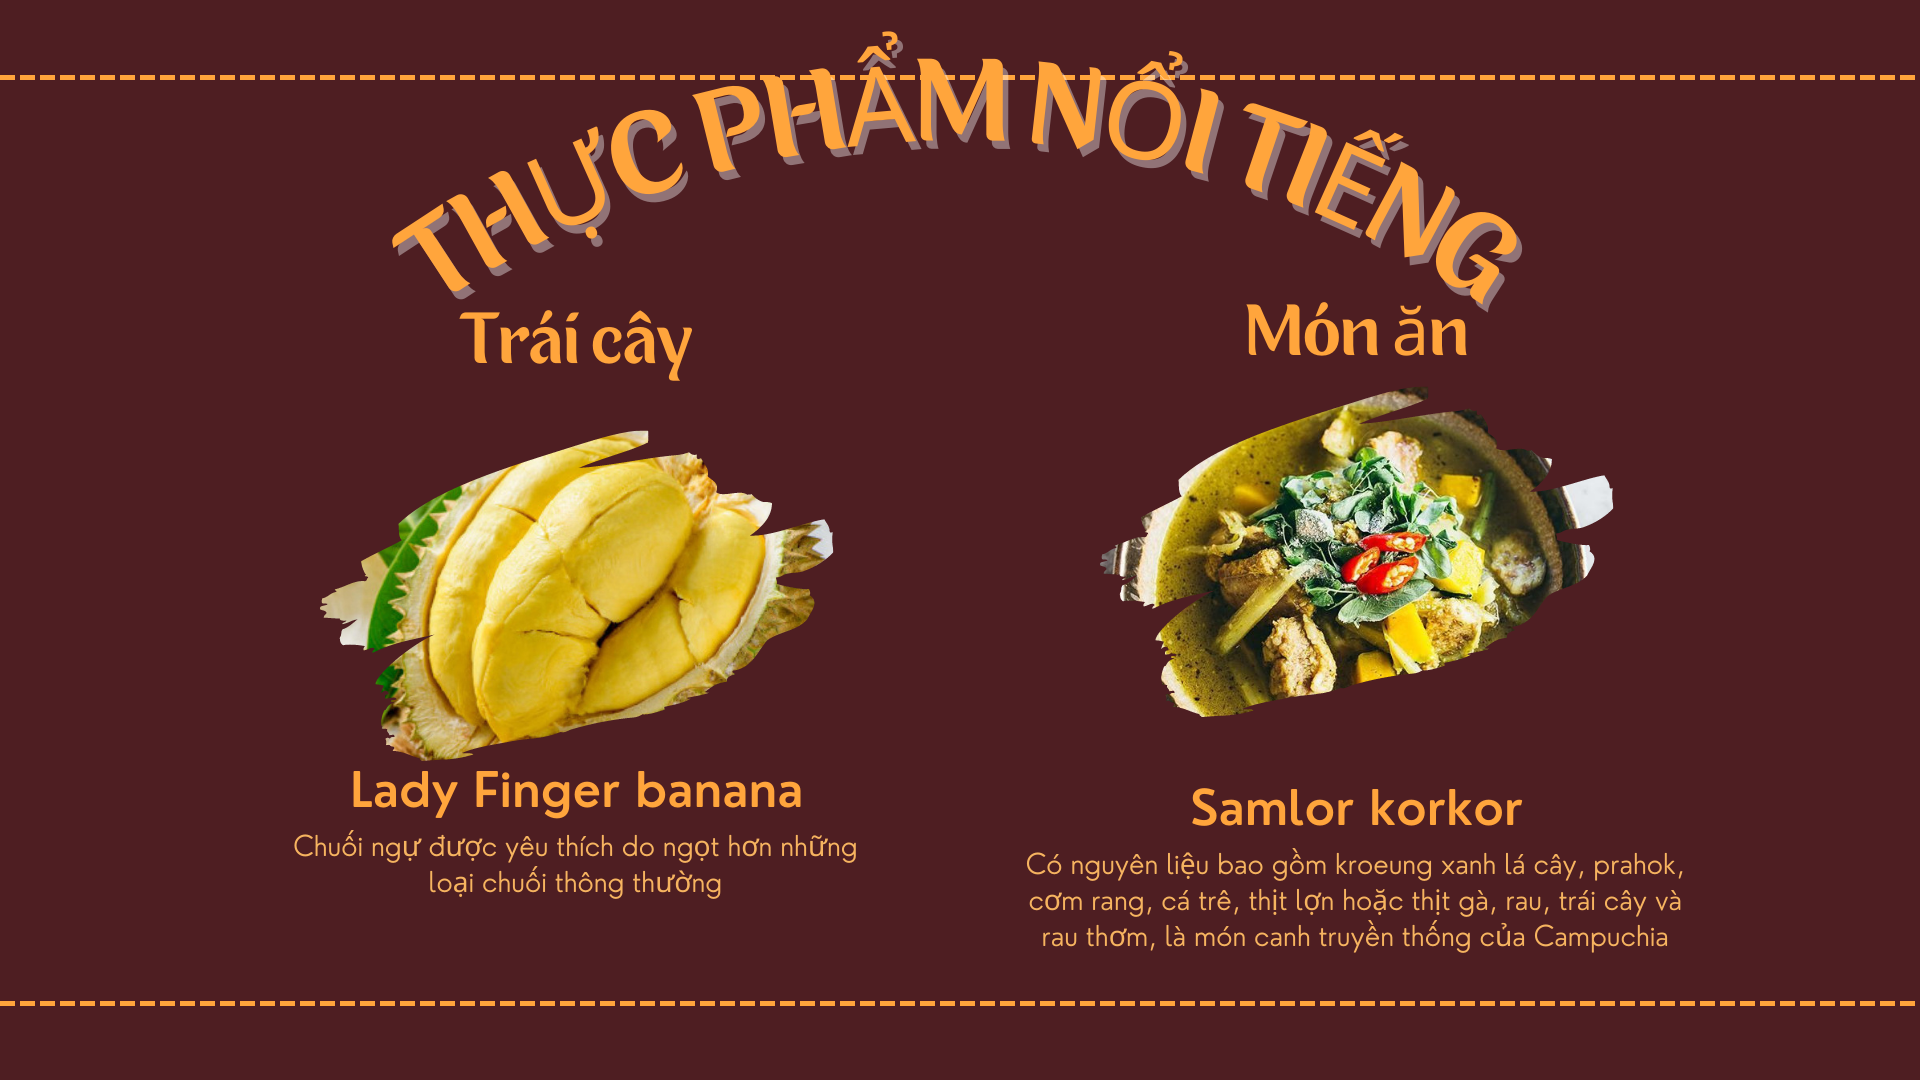 THỰC PHẨM NỔI TIẾNG
Trái cây
Lady Finger banana
Chuối ngự được yêu thích do ngọt hơn những
loại chuối thông thường
Món ăn
Samlor korkor
Có nguyên liệu bao gồm kroeung xanh lá cây, prahok,
cơm rang, cá trê, thịt lợn hoặc thịt gà, rau, trái cây và
rau thơm, là món canh truyền thống của Campuchia